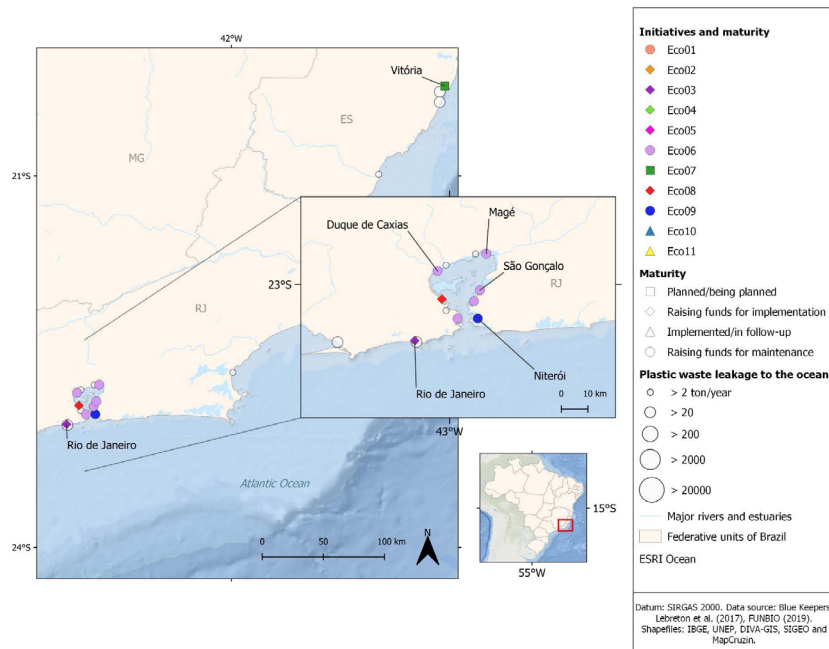 42°W
Vitória
ES
MG
21°S
Magé
Duque de Caxias
São Gonçalo
23°S
RJ
RJ
Niterói
Rio de Janeiro
0 10 km
43°W
Rio de Janeiro
Atlantic Ocean
N
15°S
0 50 100 km
24°S
55°W
Initiatives and maturity
Eco01
Eco02
Eco03
Eco04
Eco05
Eco06
Eco07
Eco08
Eco09
Eco10
Eco11
Maturity
Planned/being planned
Raising funds for implementation
Implemented/in follow-up
Raising funds for maintenance
Plastic waste leakage to the ocean
> 2 ton/year
> 20
> 200
> 2000
> 20000
Major rivers and estuaries
Federative units of Brazil
ESRI Ocean
Datum: SIRGAS 2000. Data source: Blue Keepers
Lebreton et al. (2017), FUNBIO (2019).
Shapefiles: IBGE, UNEP, DIVA-GIS, SIGEO and
MapCruzin.